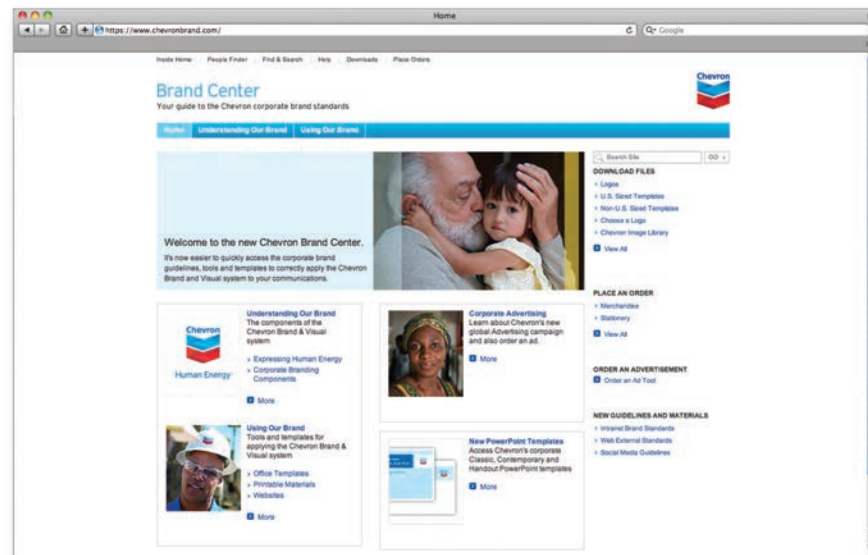 Home
https://www.chevronbrand.com/
Google
Inside Home People Finder Find & Search Help Downloads Place Orders
Brand Center
Your guide to the Chevron corporate brand standards
Chevron
Home Understanding Our Brand Using Our Brand
Welcome to the new Chevron Brand Center.
It's now easier to quickly access the corporate brand
guidelines, tools and templates to correctly apply the Chevron
Brand and Visual system to your communications.
Search Site GO
DOWNLOAD FILES
Logos
U.S. Sized Templates
Non-U.S. Sized Templates
Choose a Logo
Chevron Image Library
View All
PLACE AN ORDER
Merchandise
Stationery
View All
ORDER AN ADVERTISEMENT
Order an Ad Tool
NEW GUIDELINES AND MATERIALS
Intranet Brand Standards
Web External Standards
Social Media Guidelines
Chevron
Human Energy
Understanding Our Brand
The components of the
Chevron Brand & Visual
system
Expressing Human Energy
Corporate Branding
Components
More
Corporate Advertising
Learn about Chevron's new
global Advertising campaign
and also order an ad.
More
Using Our Brand
Tools and templates for
applying the Chevron Brand &
Visual system
Office Templates
Printable Materials
Websites
More
New PowerPoint Templates
Access Chevron's corporate
Classic, Contemporary and
Handout PowerPoint templates
More